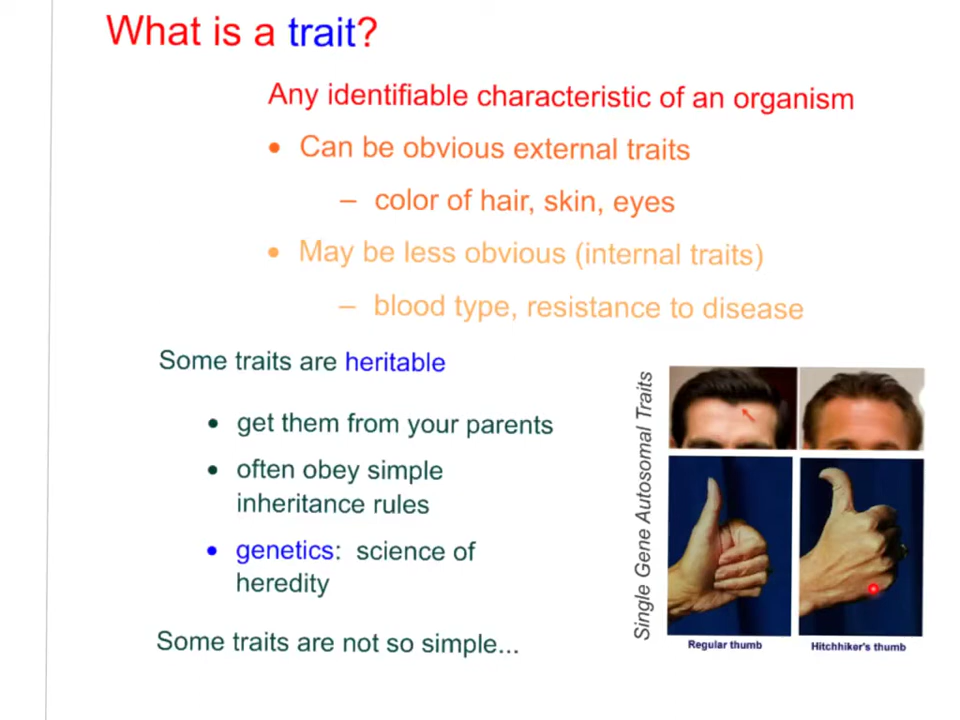 What is a trait?
Any identifiable characteristic of an organism
• Can be obvious external traits
– color of hair, skin, eyes
• May be less obvious (internal traits)
– blood type, resistance to disease
Some traits are heritable
• get them from your parents
• often obey simple
inheritance rules
• genetics: science of
heredity
Some traits are not so simple...
Single Gene Autosomal Traits
Regular thumb
Hitchhiker's thumb